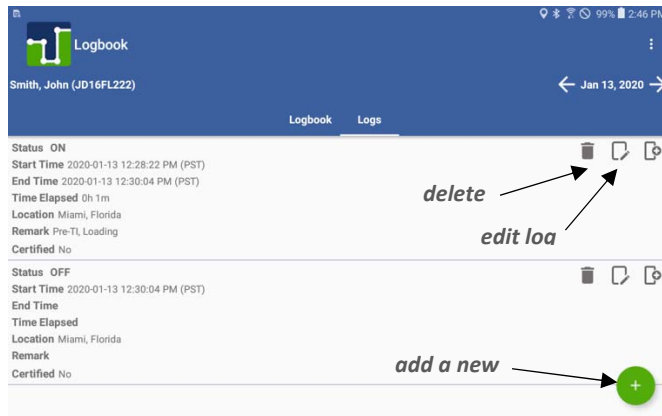 99% 2:46 PM
Logbook
Smith, John (JD16FL222)
Jan 13, 2020
Logbook Logs
Status ON
Start Time 2020-01-13 12:28:22 PM (PST)
End Time 2020-01-13 12:30:04 PM (PST)
Time Elapsed 0h 1m
Location Miami, Florida
Remark Pre-TI, Loading
Certified No
delete
edit log
Status OFF
Start Time 2020-01-13 12:30:04 PM (PST)
End Time
Time Elapsed
Location Miami, Florida
Remark
Certified No
add a new